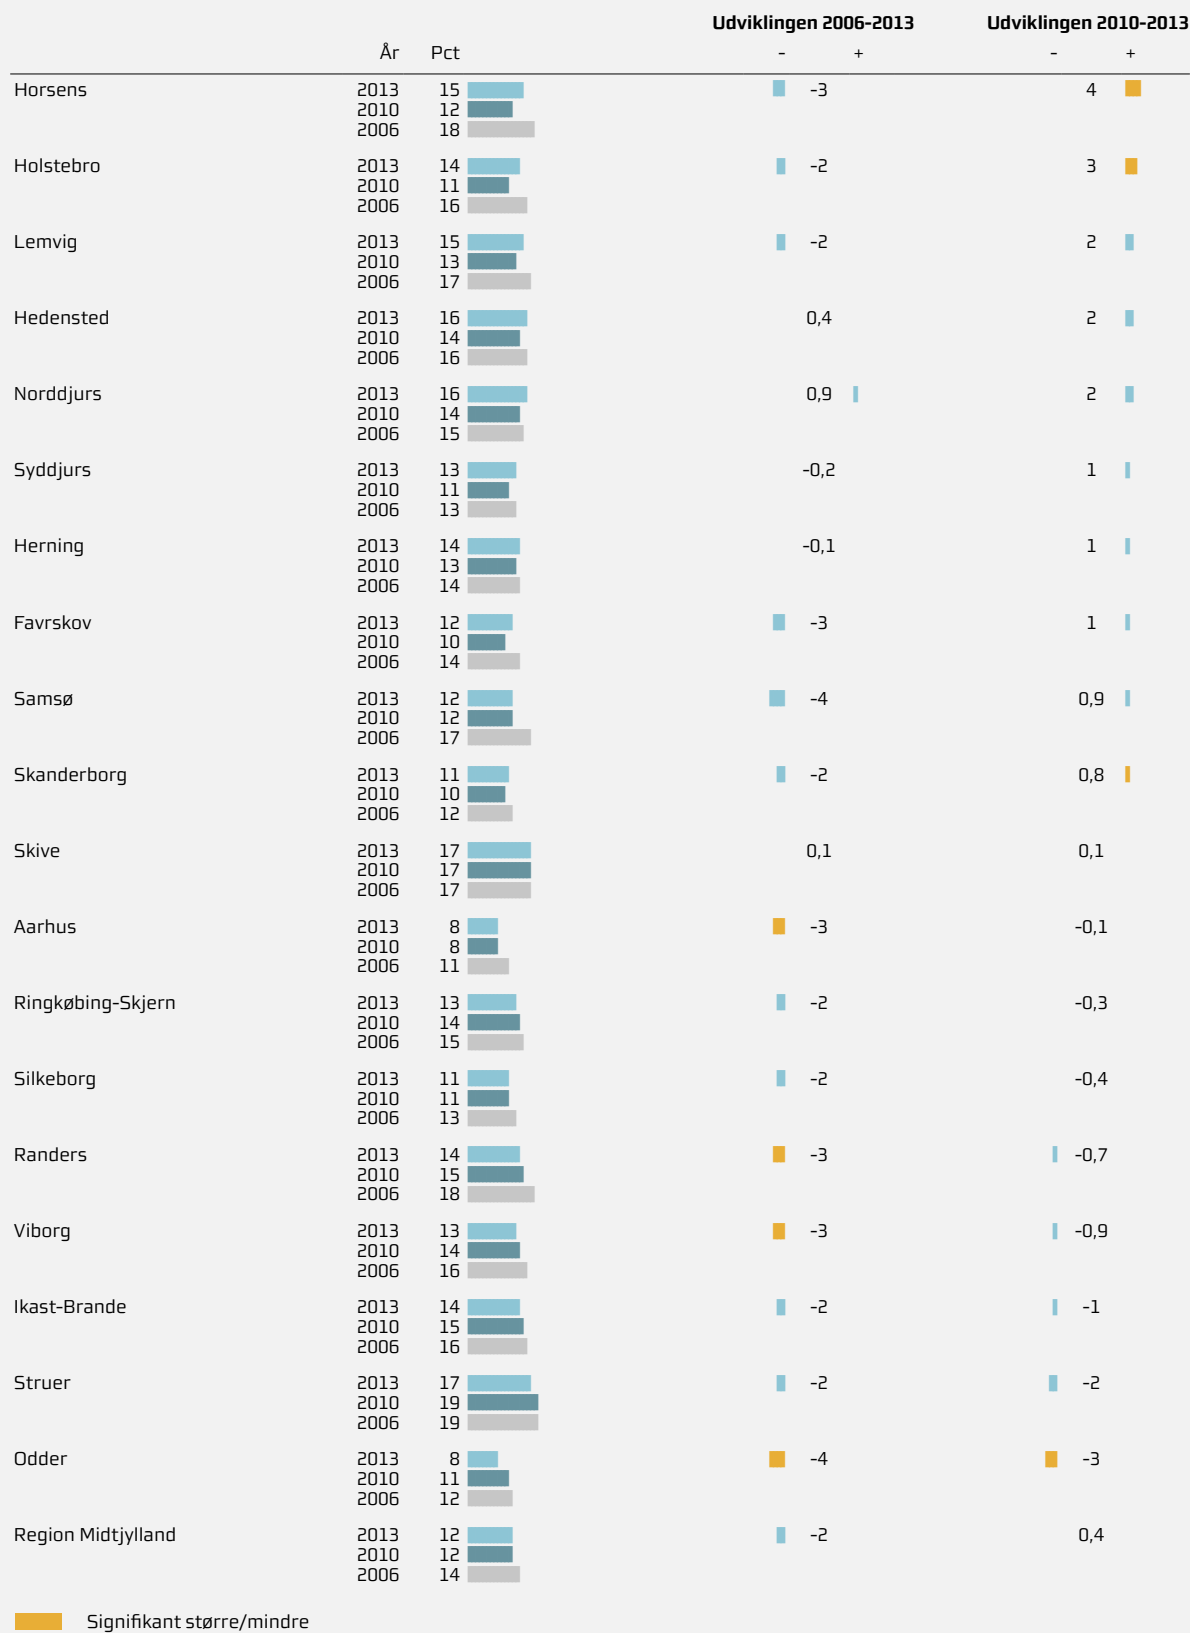 Udviklingen 2006-2013 Udviklingen 2010-2013
År Pct - + - +
Horsens 2013 15 -3 4
2010 12
2006 18
Holstebro 2013 14 -2 3
2010 11
2006 16
Lemvig 2013 15 -2 2
2010 13
2006 17
Hedensted 2013 16 0,4 2
2010 14
2006 16
Norddjurs 2013 16 0,9 2
2010 14
2006 15
Syddjurs 2013 13 -0,2 1
2010 11
2006 13
Herning 2013 14 -0,1 1
2010 13
2006 14
Favrskov 2013 12 -3 1
2010 10
2006 14
Samsø 2013 12 -4 0,9
2010 12
2006 17
Skanderborg 2013 11 -2 0,8
2010 10
2006 12
Skive 2013 17 0,1 0,1
2010 17
2006 17
Aarhus 2013 8 -3 -0,1
2010 8
2006 11
Ringkøbing-Skjern 2013 13 -2 -0,3
2010 14
2006 15
Silkeborg 2013 11 -2 -0,4
2010 11
2006 13
Randers 2013 14 -3 -0,7
2010 15
2006 18
Viborg 2013 13 -3 -0,9
2010 14
2006 16
Ikast-Brande 2013 14 -2 -1
2010 15
2006 16
Struer 2013 17 -2 -2
2010 19
2006 19
Odder 2013 8 -4 -3
2010 11
2006 12
Region Midtjylland 2013 12 -2 0,4
2010 12
2006 14
Signifikant større/mindre